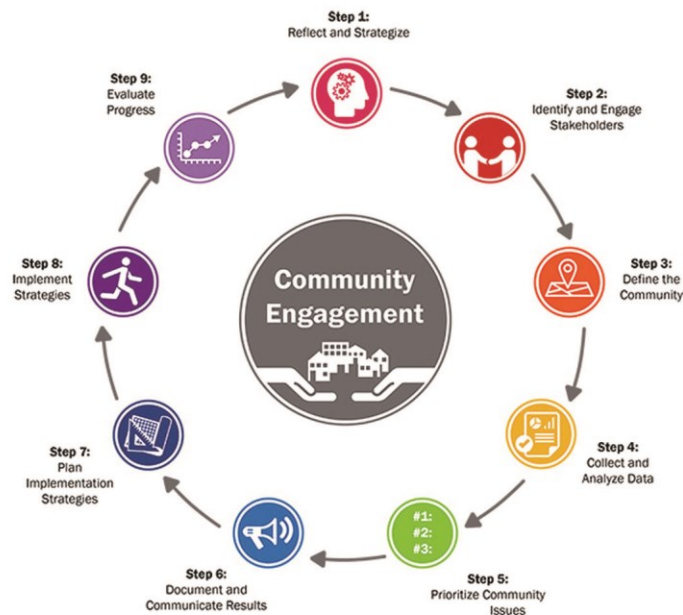 Step 1:
Reflect and Strategize
Step 2:
Identify and Engage
Stakeholders
Step 3:
Define the
Community
Step 4:
Collect and
Analyze Data
#1:
#2:
#3:
Step 5:
Prioritize Community
Issues
Step 6:
Document and
Communicate Results
Step 7:
Plan
Implementation
Strategies
Step 8:
Implement
Strategies
Step 9:
Evaluate
Progress
Community
Engagement